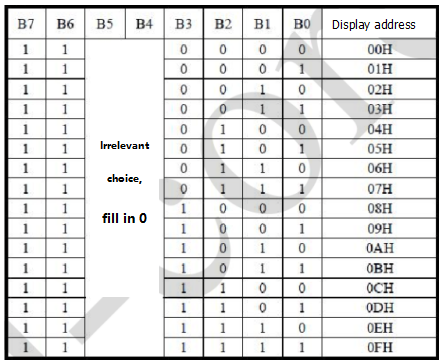 B7 B6 B5 B4 B3 B2 B1 B0 Display address
1 1 0 0 0 0 00H
1 1 0 0 0 1 01H
1 1 0 0 1 0 02H
1 1 0 0 1 1 03H
1 1 0 1 0 0 04H
1 1 Irrelevant 0 1 0 1 05H
1 1 choice, 0 1 1 0 06H
1 1 0 1 1 1 07H
1 1 fill in 0 1 0 0 0 08H
1 1 1 0 0 1 09H
1 1 1 0 1 0 0AH
1 1 1 0 1 1 0BH
1 1 1 1 0 0 0CH
1 1 1 1 0 1 0DH
1 1 1 1 1 0 0EH
1 1 1 1 1 1 0FH